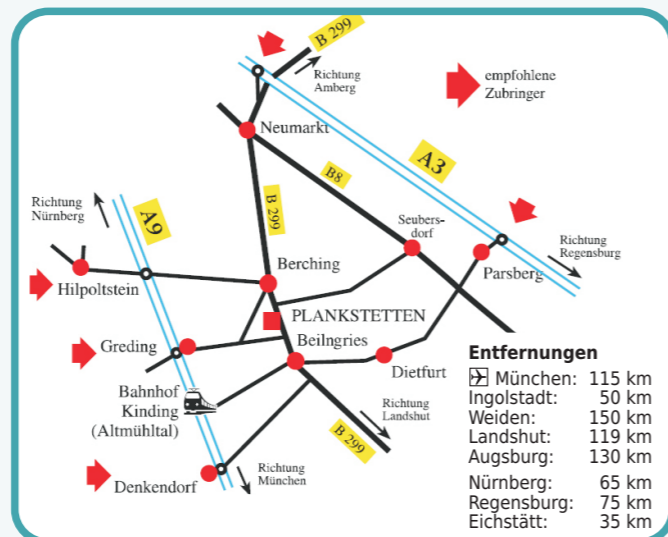 B 299
Richtung
Amberg
empfohlene
Zubringer
Neumarkt
A3
B8
B 299
Richtung
Nürnberg
A9
Seubers-
dorf
Richtung
Regensburg
Berching
Parsberg
Hilpoltstein
PLANKSTETTEN
Beilngries
Greding
Dietfurt
Bahnhof
Kinding
(Altmühltal)
Richtung
Landshut
B 299
Richtung
München
Denkendorf
Entfernungen
München: 115 km
Ingolstadt: 50 km
Weiden: 150 km
Landshut: 119 km
Augsburg: 130 km
Nürnberg: 65 km
Regensburg: 75 km
Eichstätt: 35 km